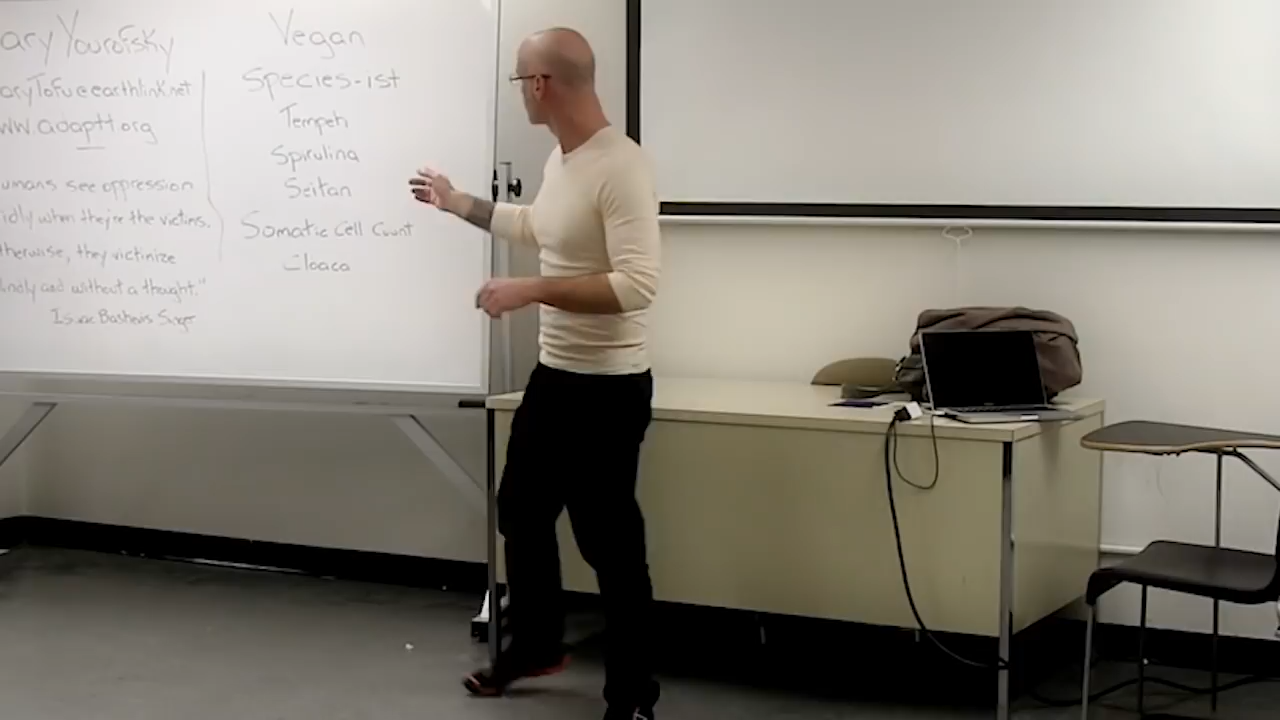 ary Yourofsky
aryToFu@earthlink.net
ww.adaptt.org
umans see oppression
idly when they're the victims.
therwise, they victimize
indly and without a thought."
Isaac Bashevis Singer
Vegan
Species-ist
Tempeh
Spirulina
Seitan
Somatic Cell Count
Cloaca